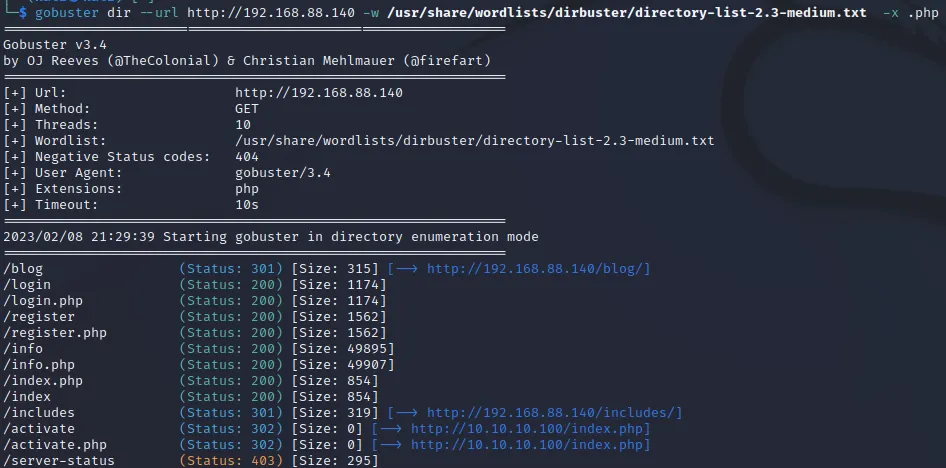 └─$ gobuster dir --url http://192.168.88.140 -w /usr/share/wordlists/dirbuster/directory-list-2.3-medium.txt -x .php
===============================================================
Gobuster v3.4
by OJ Reeves (@TheColonial) & Christian Mehlmauer (@firefart)
===============================================================
[+] Url:                     http://192.168.88.140
[+] Method:                  GET
[+] Threads:                 10
[+] Wordlist:                /usr/share/wordlists/dirbuster/directory-list-2.3-medium.txt
[+] Negative Status codes:   404
[+] User Agent:              gobuster/3.4
[+] Extensions:              php
[+] Timeout:                 10s
===============================================================
2023/02/08 21:29:39 Starting gobuster in directory enumeration mode
===============================================================
/blog                 (Status: 301) [Size: 315] [--> http://192.168.88.140/blog/]
/login                (Status: 200) [Size: 1174]
/login.php            (Status: 200) [Size: 1174]
/register             (Status: 200) [Size: 1562]
/register.php         (Status: 200) [Size: 1562]
/info                 (Status: 200) [Size: 49895]
/info.php             (Status: 200) [Size: 49907]
/index.php            (Status: 200) [Size: 854]
/index                (Status: 200) [Size: 854]
/includes             (Status: 301) [Size: 319] [--> http://192.168.88.140/includes/]
/activate             (Status: 302) [Size: 0] [--> http://10.10.10.100/index.php]
/activate.php         (Status: 302) [Size: 0] [--> http://10.10.10.100/index.php]
/server-status        (Status: 403) [Size: 295]